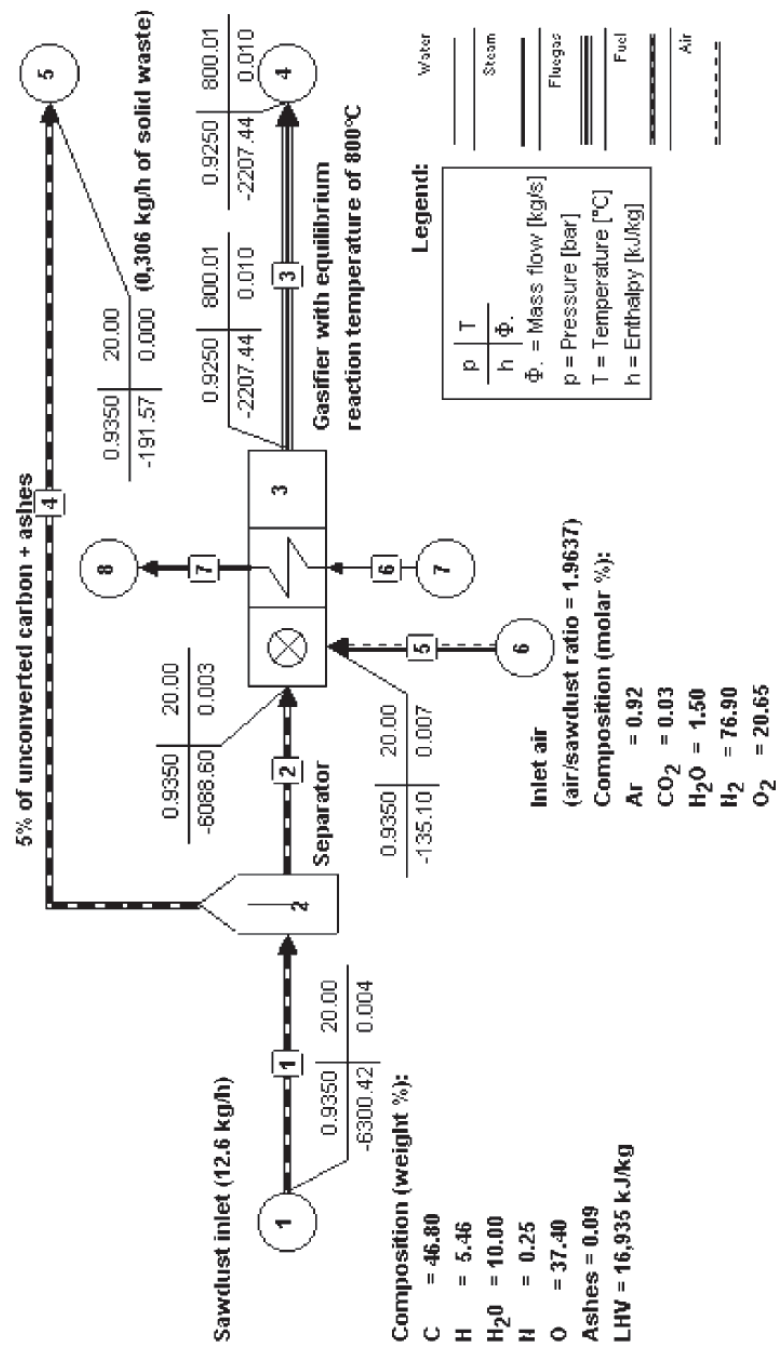 5% of unconverted carbon + ashes
4
5
0.9350 20.00
-191.57 0.000
(0,306 kg/h of solid waste)
8
7
0.9350 20.00
-6088.60 0.003
Sawdust inlet (12.6 kg/h)
1
1
0.9350 20.00
-6300.42 0.004
2
Separator
2
3
0.9250 800.01
-2207.44 0.010
3
0.9250 800.01
-2207.44 0.010
4
Gasifier with equilibrium
reaction temperature of 800°C
0.9350 20.00
-135.10 0.007
5
6
6
7
Composition (weight %):
C = 46.80
H = 5.46
H20 = 10.00
N = 0.25
O = 37.40
Ashes = 0.09
LHV = 16,935 kJ/kg
Inlet air
(air/sawdust ratio = 1.9637)
Composition (molar %):
Ar = 0.92
CO2 = 0.03
H2O = 1.50
N2 = 76.90
O2 = 20.65
Legend:
p T
h Φ.
Φ. = Mass flow [kg/s]
p = Pressure [bar]
T = Temperature [°C]
h = Enthalpy [kJ/kg]
Water
Steam
Fluegas
Fuel
Air